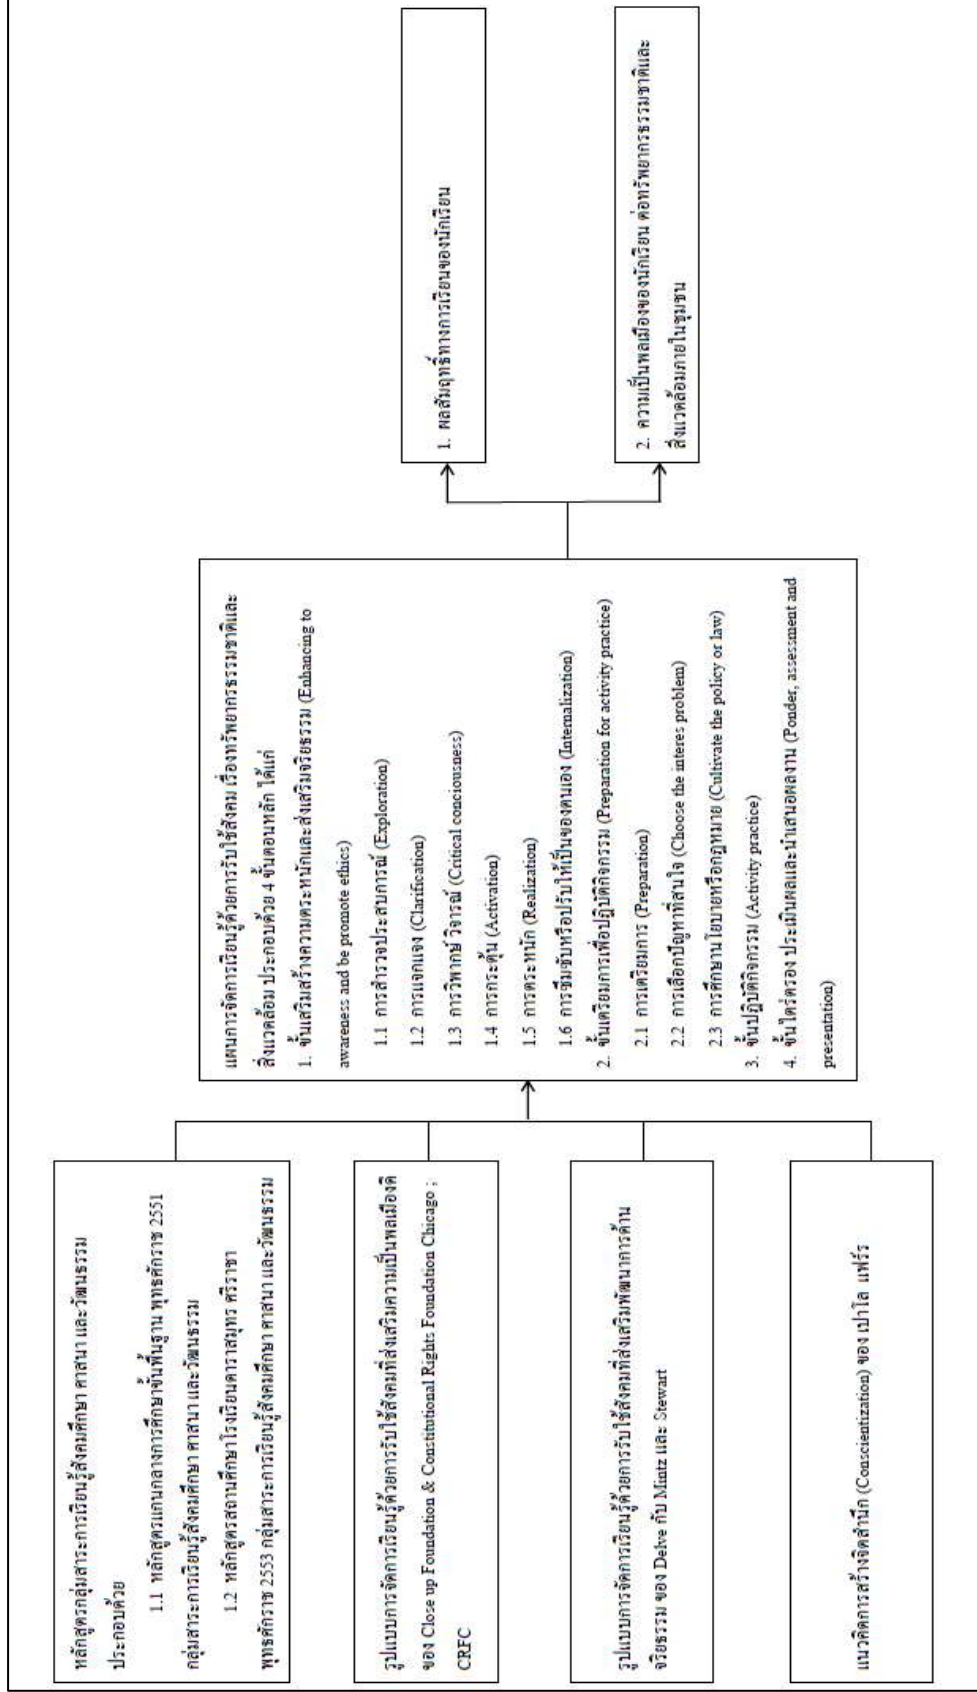 หลักสูตรกลุ่มสาระการเรียนรู้สังคมศึกษา ศาสนา และวัฒนธรรม
ประกอบด้วย
1.1 หลักสูตรแกนกลางการศึกษาขั้นพื้นฐาน พุทธศักราช 2551
กลุ่มสาระการเรียนรู้สังคมศึกษา ศาสนา และวัฒนธรรม
1.2 หลักสูตรสถานศึกษาโรงเรียนดาราสมุทร ศรีราชา
พุทธศักราช 2553 กลุ่มสาระการเรียนรู้สังคมศึกษา ศาสนา และวัฒนธรรม
รูปแบบการจัดการเรียนรู้ด้วยการรับใช้สังคมที่ส่งเสริมความเป็นพลเมืองดี
ของ Close up Foundation & Constitutional Rights Foundation Chicago ;
CRFC
รูปแบบการจัดการเรียนรู้ด้วยการรับใช้สังคมที่ส่งเสริมพัฒนาการด้าน
จริยธรรม ของ Delve กับ Mintz และ Stewart
แนวคิดการสร้างจิตสำนึก (Conscientization) ของ เปาโล แฟร์ร
แผนการจัดการเรียนรู้ด้วยการรับใช้สังคม เรื่องทรัพยากรธรรมชาติและ
สิ่งแวดล้อม ประกอบด้วย 4 ขั้นตอนหลัก ได้แก่
1. ขั้นเสริมสร้างความตระหนักและส่งเสริมจริยธรรม (Enhancing to
awareness and be promote ethics)
1.1 การสำรวจประสบการณ์ (Exploration)
1.2 การแจกแจง (Clarification)
1.3 การวิพากษ์ วิจารณ์ (Critical conciousness)
1.4 การกระตุ้น (Activation)
1.5 การตระหนัก (Realization)
1.6 การซึมซับหรือปรับให้เป็นของตนเอง (Internalization)
2. ขั้นเตรียมการเพื่อปฏิบัติกิจกรรม (Preparation for activity practice)
2.1 การเตรียมการ (Preparation)
2.2 การเลือกปัญหาที่สนใจ (Choose the interes problem)
2.3 การศึกษานโยบายหรือกฎหมาย (Cultivate the policy or law)
3. ขั้นปฏิบัติกิจกรรม (Activity practice)
4. ขั้นไตร่ตรอง ประเมินผลและนำเสนอผลงาน (Ponder, assessment and
presentation)
1. ผลสัมฤทธิ์ทางการเรียนของนักเรียน
2. ความเป็นพลเมืองของนักเรียน ต่อทรัพยากรธรรมชาติและ
สิ่งแวดล้อมภายในชุมชน